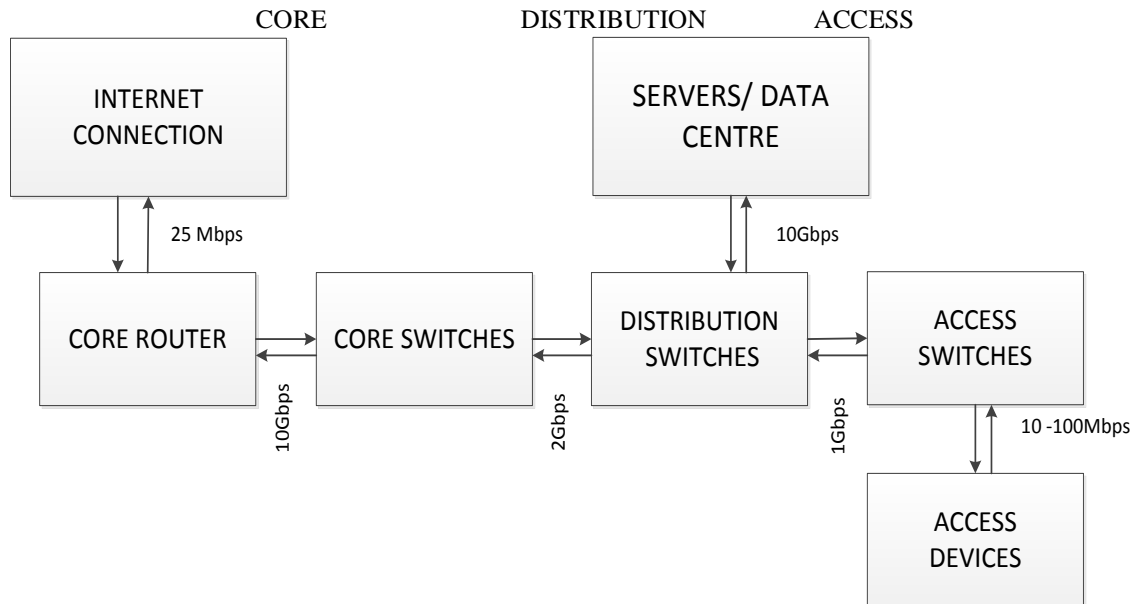 CORE
DISTRIBUTION
ACCESS
INTERNET
CONNECTION
SERVERS/ DATA
CENTRE
25 Mbps
10Gbps
CORE ROUTER
CORE SWITCHES
DISTRIBUTION
SWITCHES
ACCESS
SWITCHES
10Gbps
2Gbps
1Gbps
10 -100Mbps
ACCESS
DEVICES